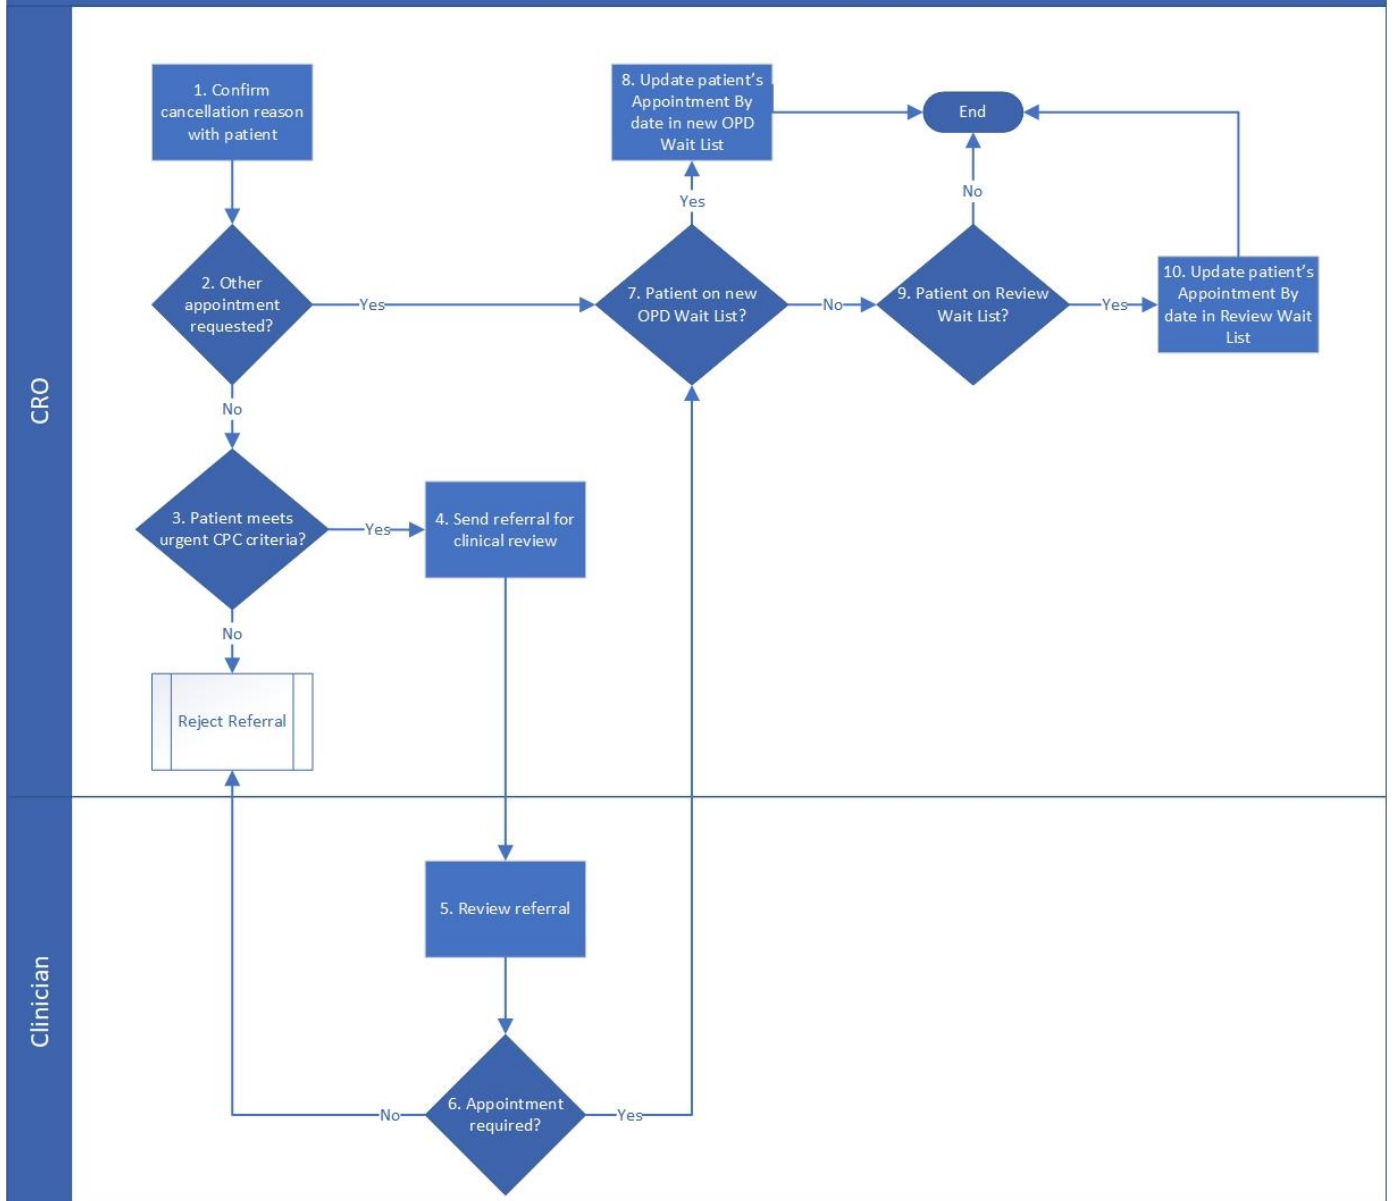 CRO
1. Confirm
cancellation reason
with patient
2. Other
appointment
requested?
Yes
No
3. Patient meets
urgent CPC criteria?
Yes
No
Reject Referral
4. Send referral for
clinical review
7. Patient on new
OPD Wait List?
Yes
No
8. Update patient's
Appointment By
date in new OPD
Wait List
End
9. Patient on Review
Wait List?
No
Yes
10. Update patient's
Appointment By
date in Review Wait
List
Clinician
5. Review referral
6. Appointment
required?
No
Yes